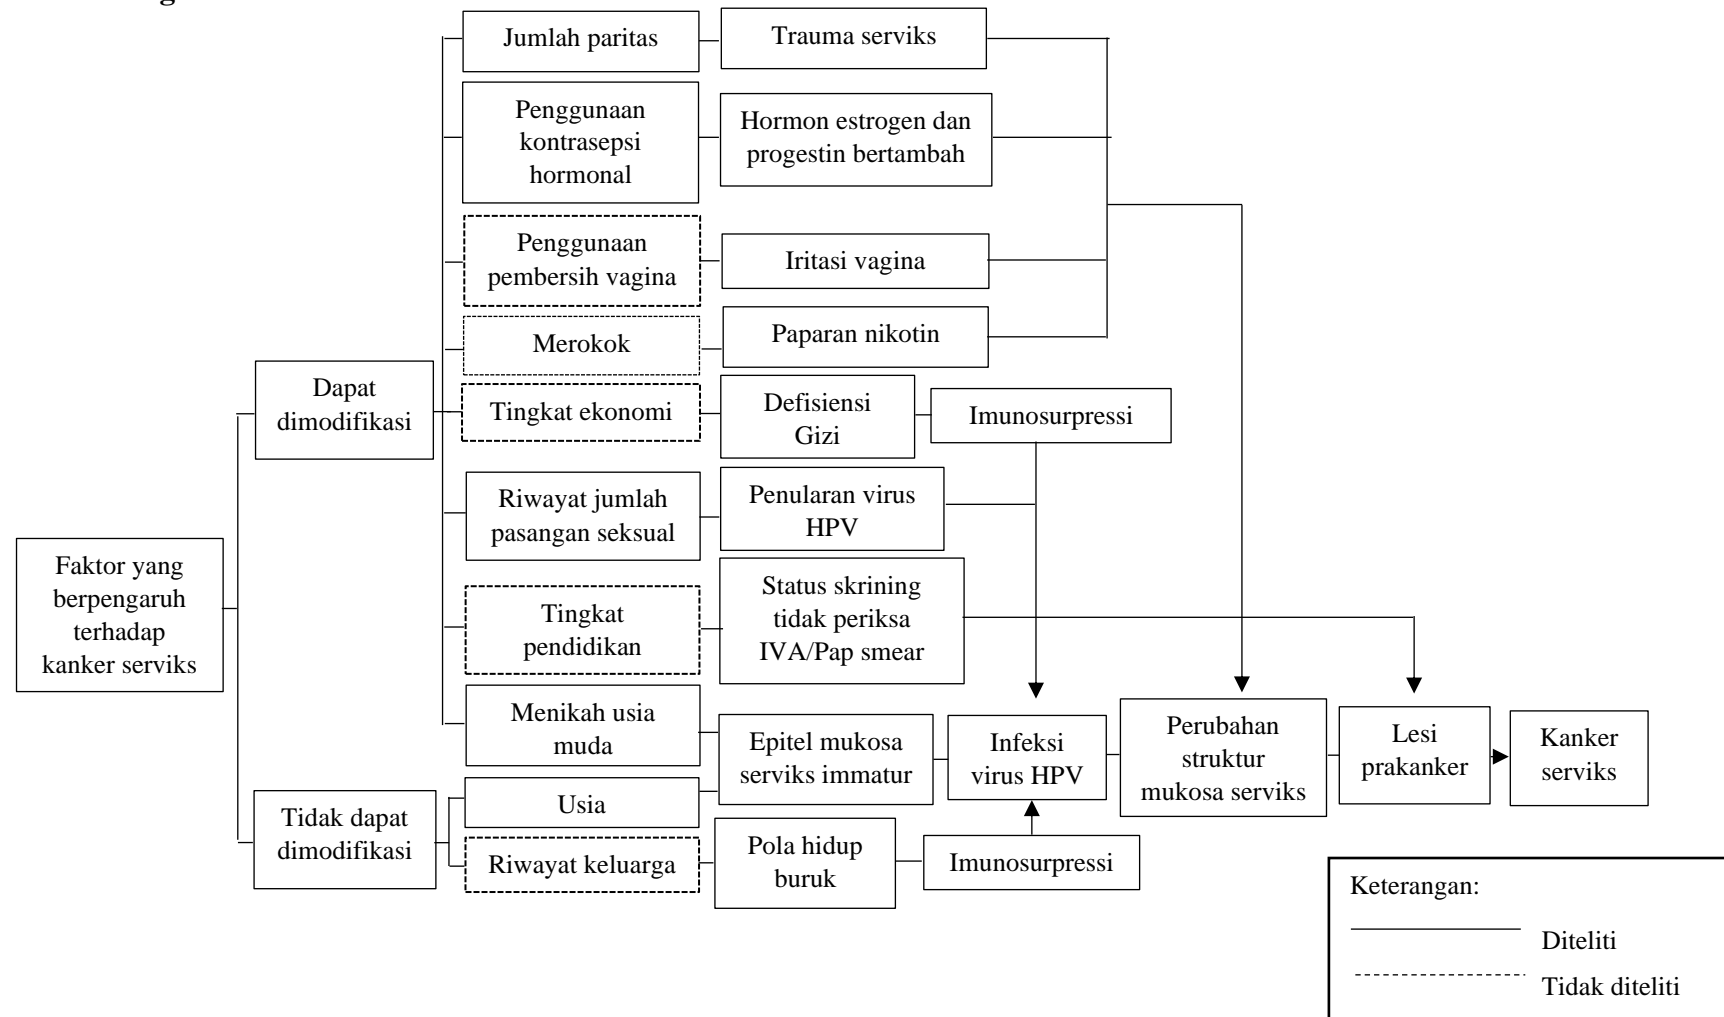 Jumlah paritas
Trauma serviks
Penggunaan
kontrasepsi
hormonal
Hormon estrogen dan
progestin bertambah
Penggunaan
pembersih vagina
Iritasi vagina
Merokok
Paparan nikotin
Dapat
dimodifikasi
Tingkat ekonomi
Defisiensi
Gizi
Imunosurpressi
Riwayat jumlah
pasangan seksual
Penularan virus
HPV
Faktor yang
berpengaruh
terhadap
kanker serviks
Tingkat
pendidikan
Status skrining
tidak periksa
IVA/Pap smear
Menikah usia
muda
Epitel mukosa
serviks immatur
Infeksi
virus HPV
Perubahan
struktur
mukosa serviks
Lesi
prakanker
Kanker
serviks
Tidak dapat
dimodifikasi
Usia
Riwayat keluarga
Pola hidup
buruk
Imunosurpressi
Keterangan:
Diteliti
Tidak diteliti